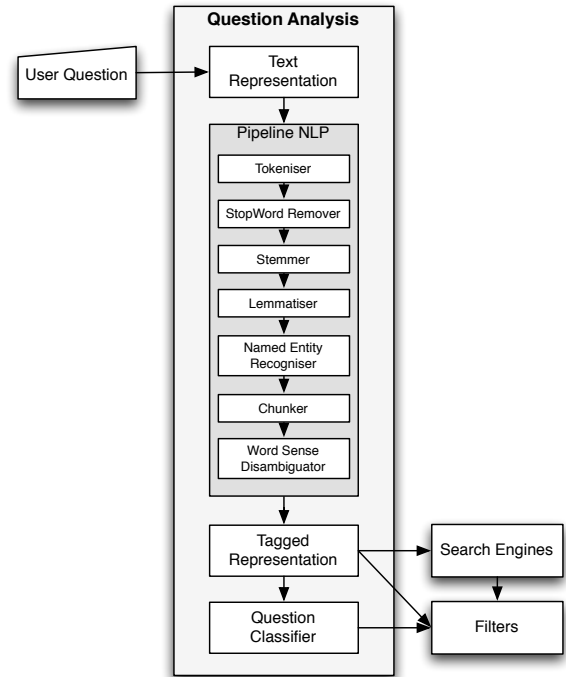 Question Analysis
User Question
Text
Representation
Pipeline NLP
Tokeniser
StopWord Remover
Stemmer
Lemmatiser
Named Entity
Recogniser
Chunker
Word Sense
Disambiguator
Tagged
Representation
Search Engines
Question
Classifier
Filters